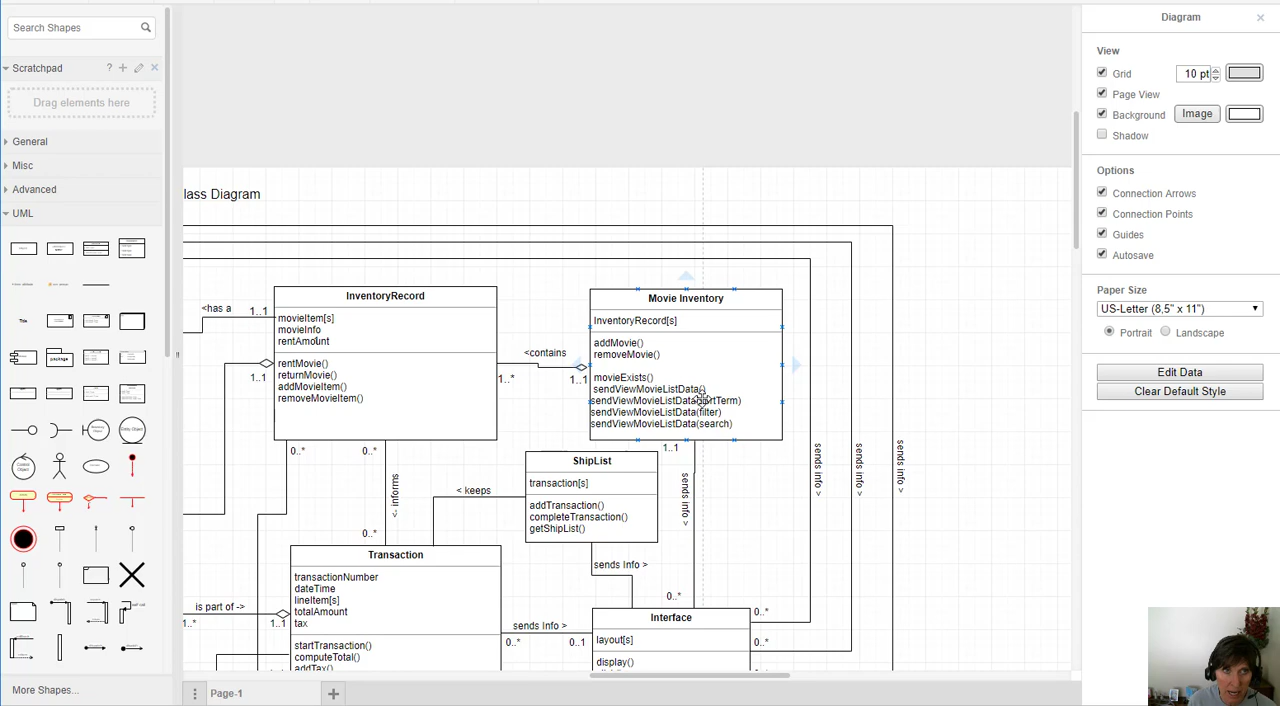 Search Shapes
Scratchpad
?
Drag elements here
General
Misc
Advanced
UML
Title
package
More Shapes...
lass Diagram
<has a
1..1
InventoryRecord
movieItem[s]
movieInfo
rentAmount
rentMovie()
returnMovie()
addMovieItem()
removeMovieItem()
1..1
<contains
1..*
1..1
Movie Inventory
InventoryRecord[s]
addMovie()
removeMovie()
movieExists()
sendViewMovieListData()
sendViewMovieListData(sortTerm)
sendViewMovieListData(filter)
sendViewMovieListData(search)
0..*
0..*
<- informs
0..*
< keeps
ShipList
transaction[s]
addTransaction()
completeTransaction()
getShipList()
1..1
sends info >
sends info >
sends info >
sends info >
sends Info >
0..*
Transaction
transactionNumber
dateTime
lineItem[s]
totalAmount
tax
startTransaction()
computeTotal()
addTax()
is part of ->
1..*
1..1
sends Info >
0..*
0..1
Interface
layout[s]
display()
0..*
0..*
Page-1
Diagram
View
Grid
10 pt
Page View
Background
Image
Shadow
Options
Connection Arrows
Connection Points
Guides
Autosave
Paper Size
US-Letter (8,5" x 11")
Portrait
Landscape
Edit Data
Clear Default Style